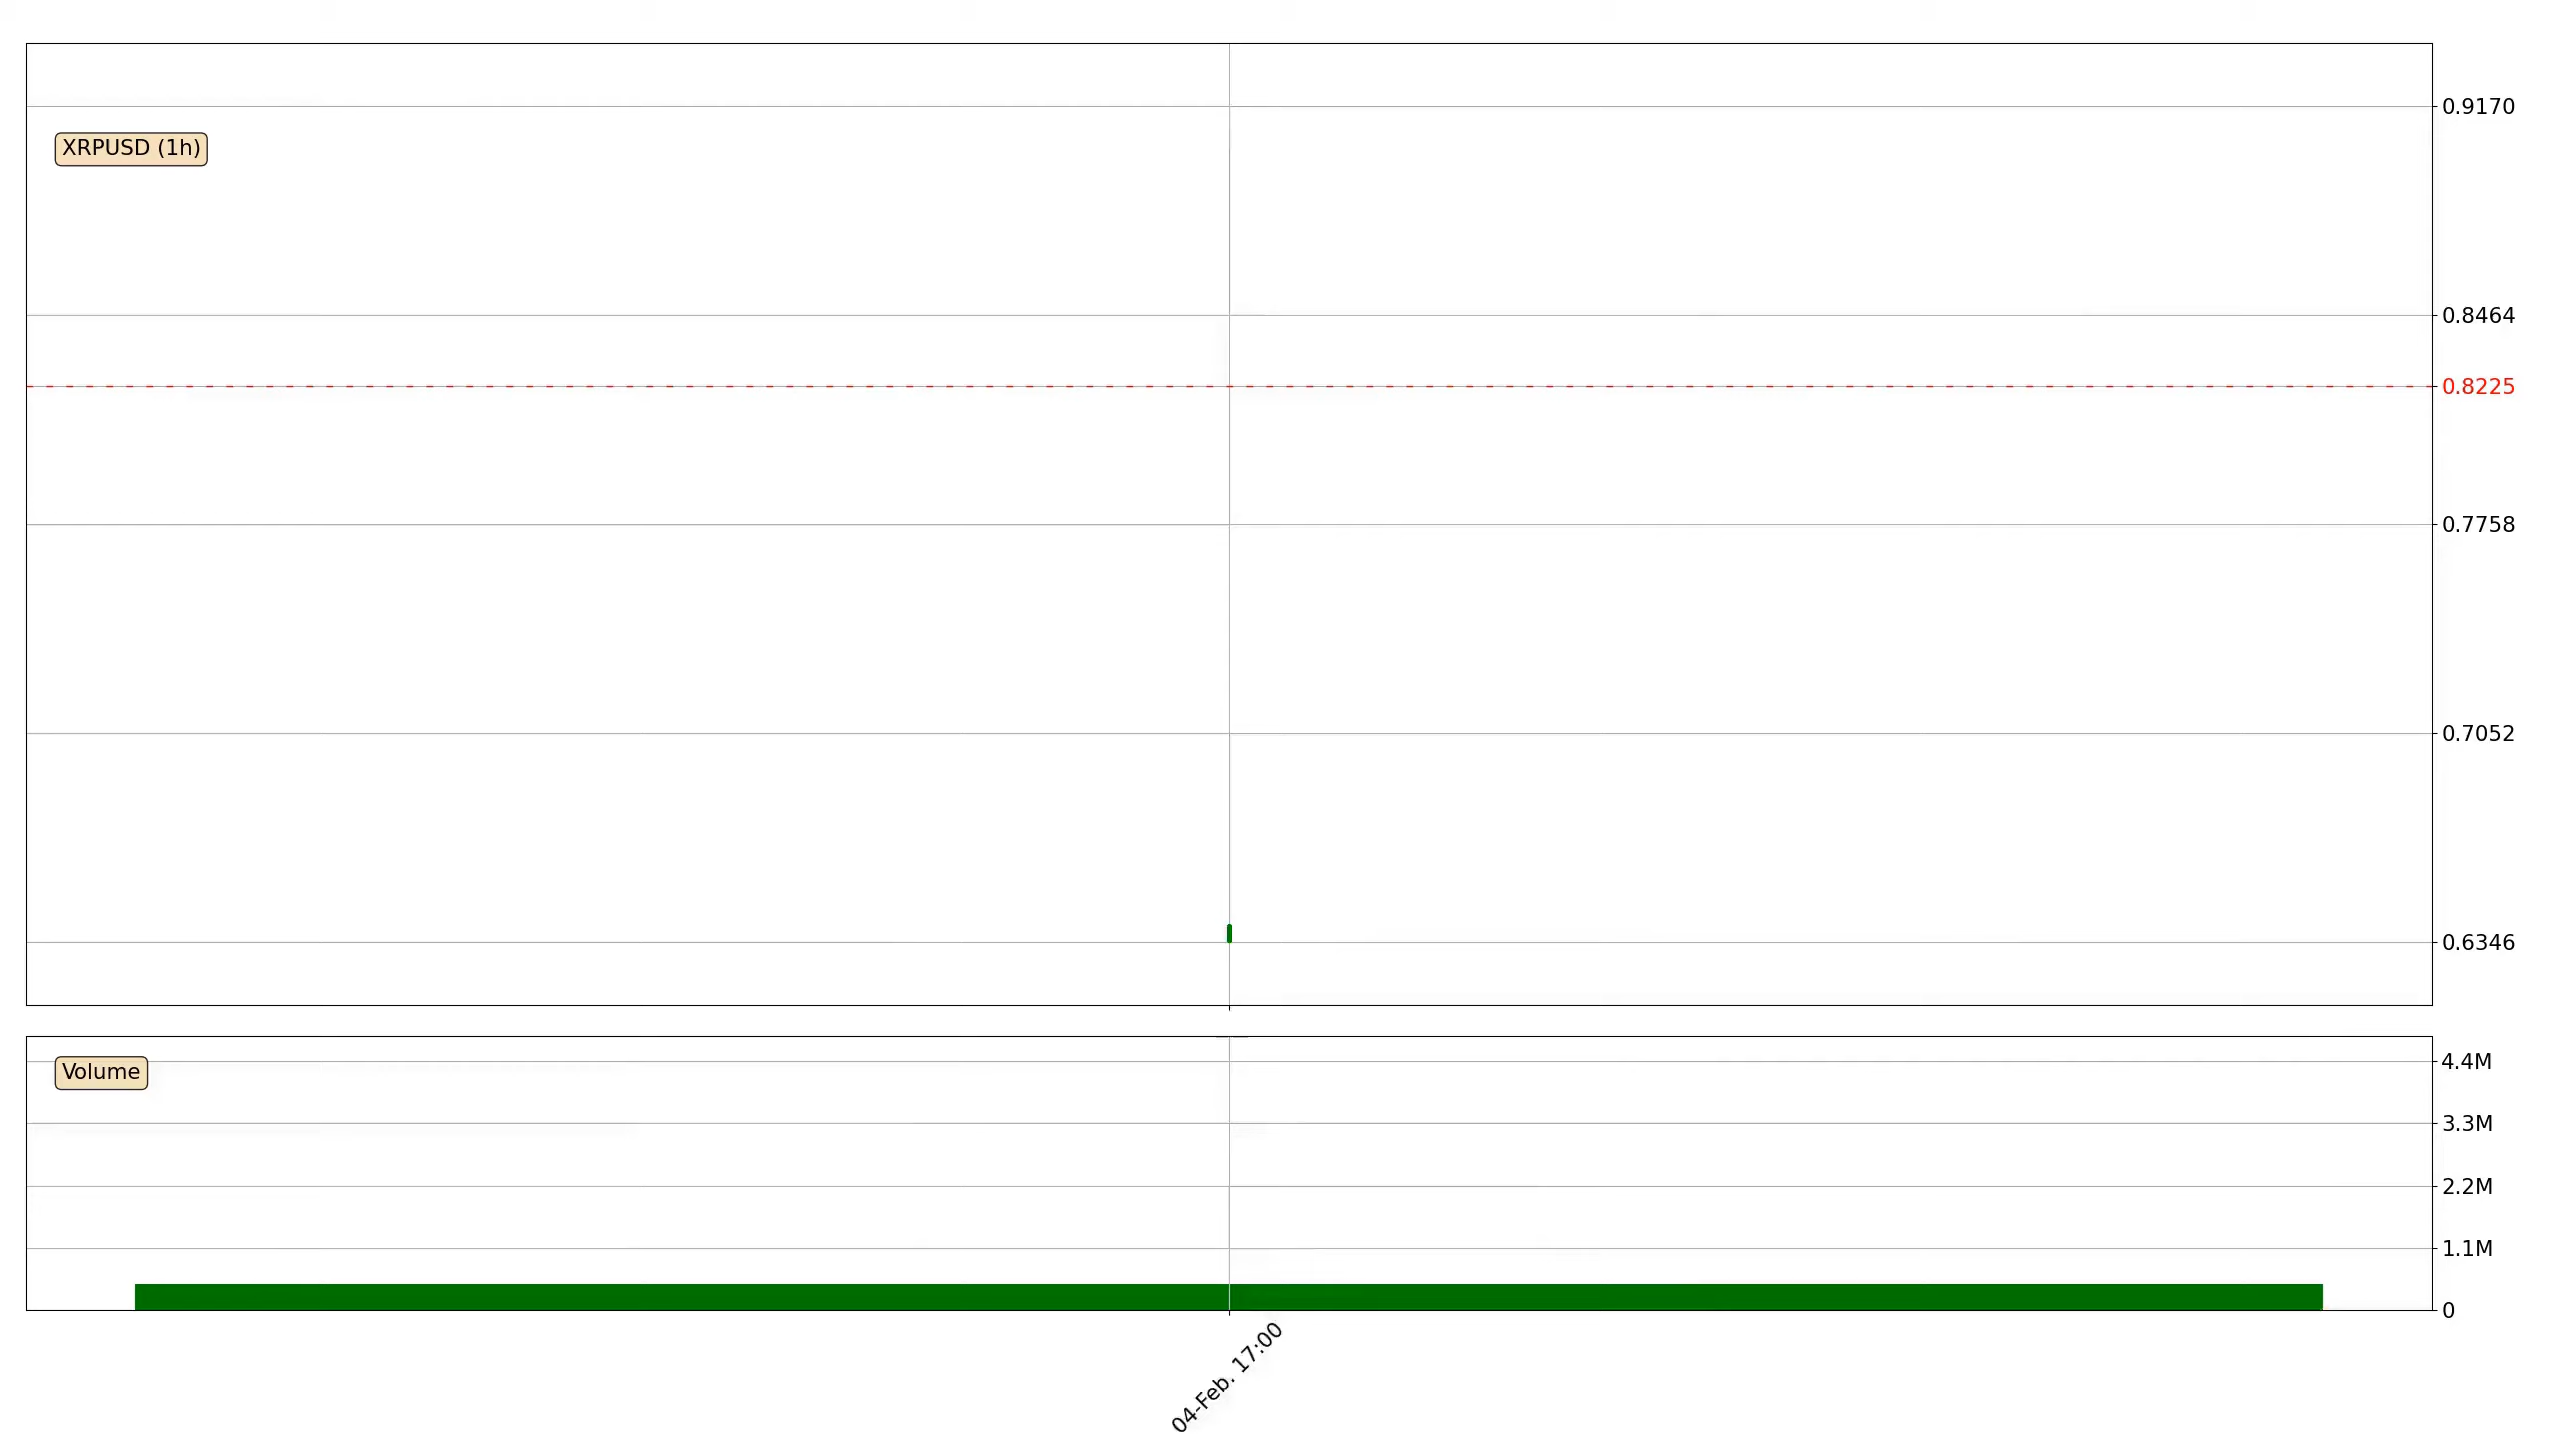 XRPUSD (1h)
0.9170
0.8464
0.8225
0.7758
0.7052
0.6346
Volume
4.4M
3.3M
2.2M
1.1M
0
04-Feb. 17:00